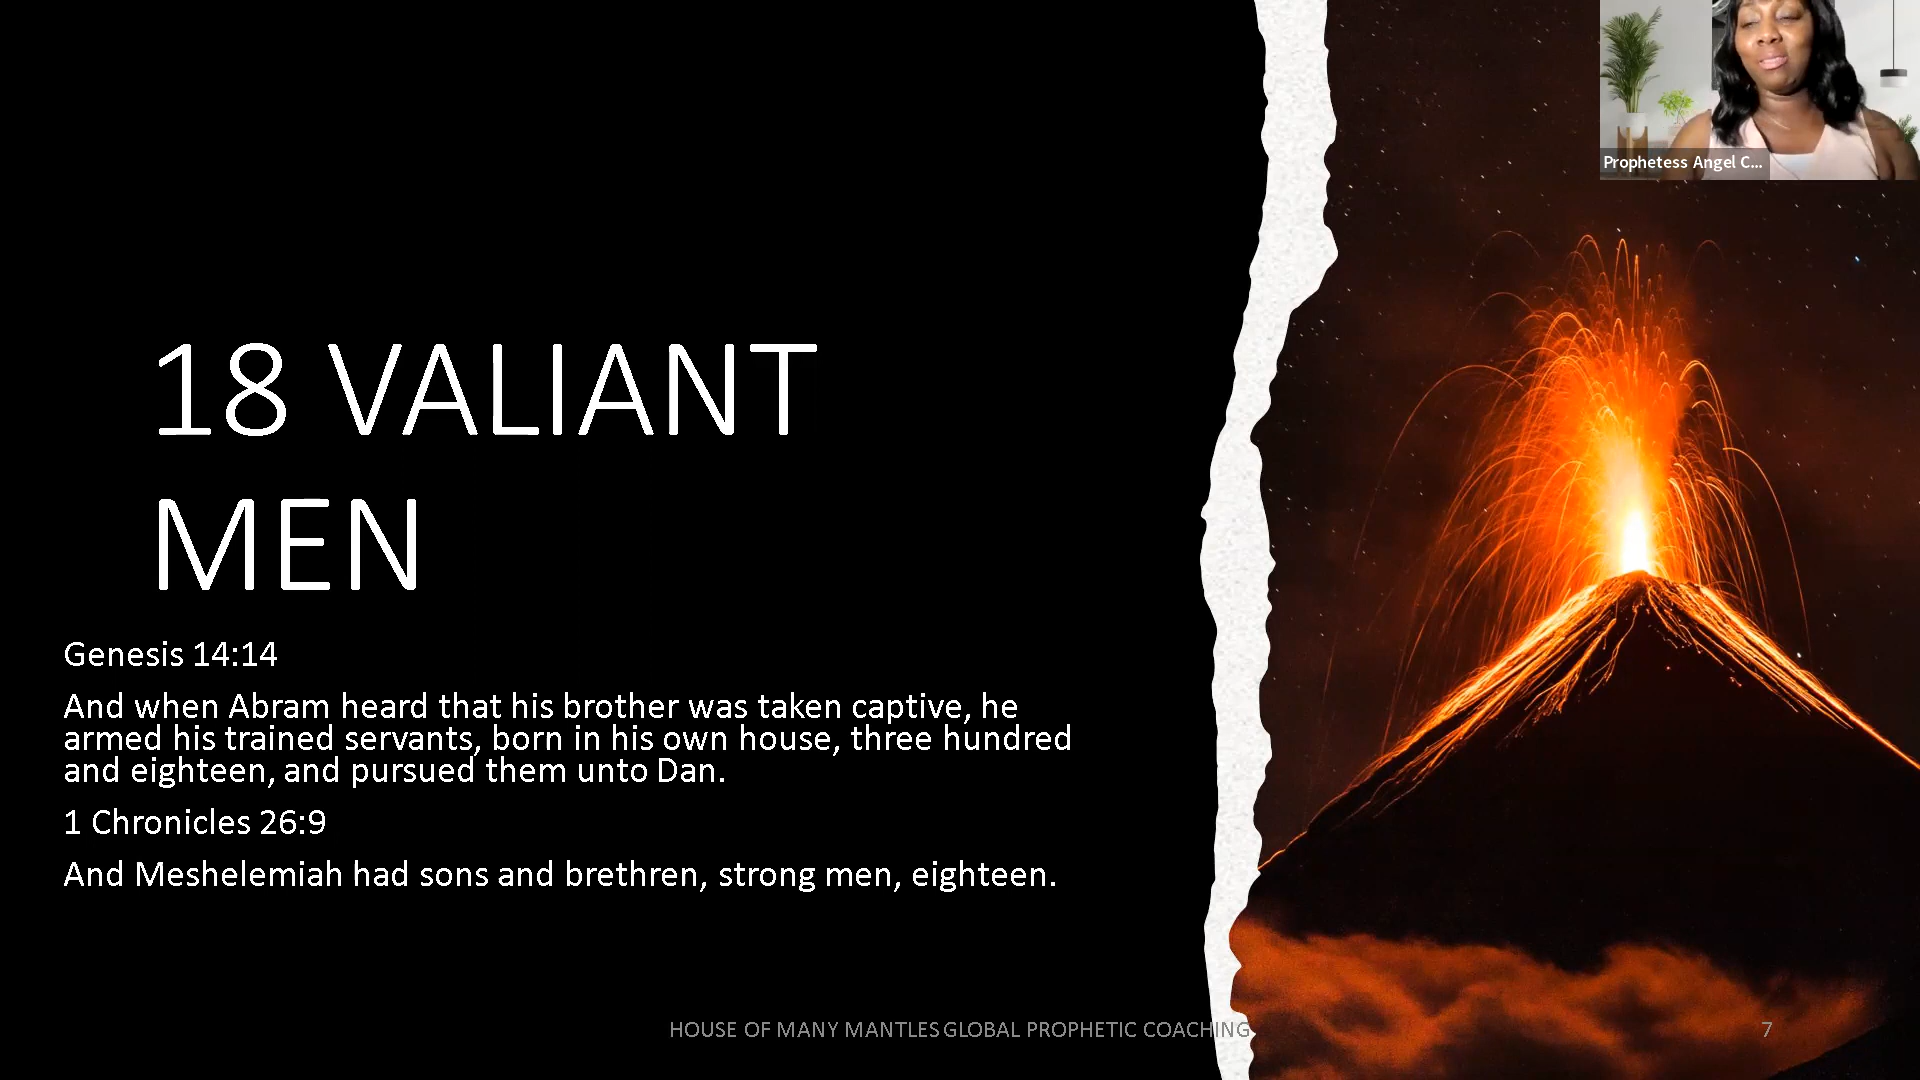 Prophetess Angel C...
18 VALIANT
MEN
Genesis 14:14
And when Abram heard that his brother was taken captive, he
armed his trained servants, born in his own house, three hundred
and eighteen, and pursued them unto Dan.
1 Chronicles 26:9
And Meshelemiah had sons and brethren, strong men, eighteen.
HOUSE OF MANY MANTLES GLOBAL PROPHETIC COACHING
7